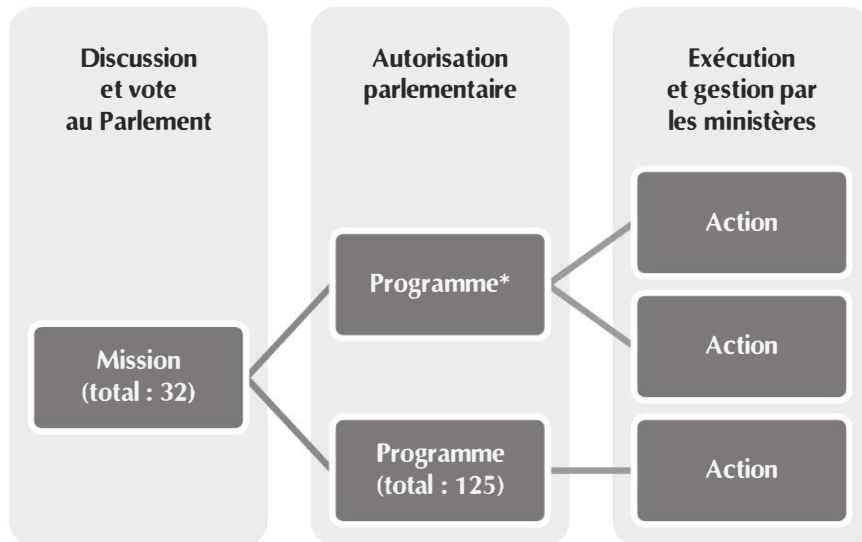 Discussion
et vote
au Parlement
Autorisation
parlementaire
Exécution
et gestion par
les ministères
Mission
(total : 32)
Programme*
Programme
(total : 125)
Action
Action
Action